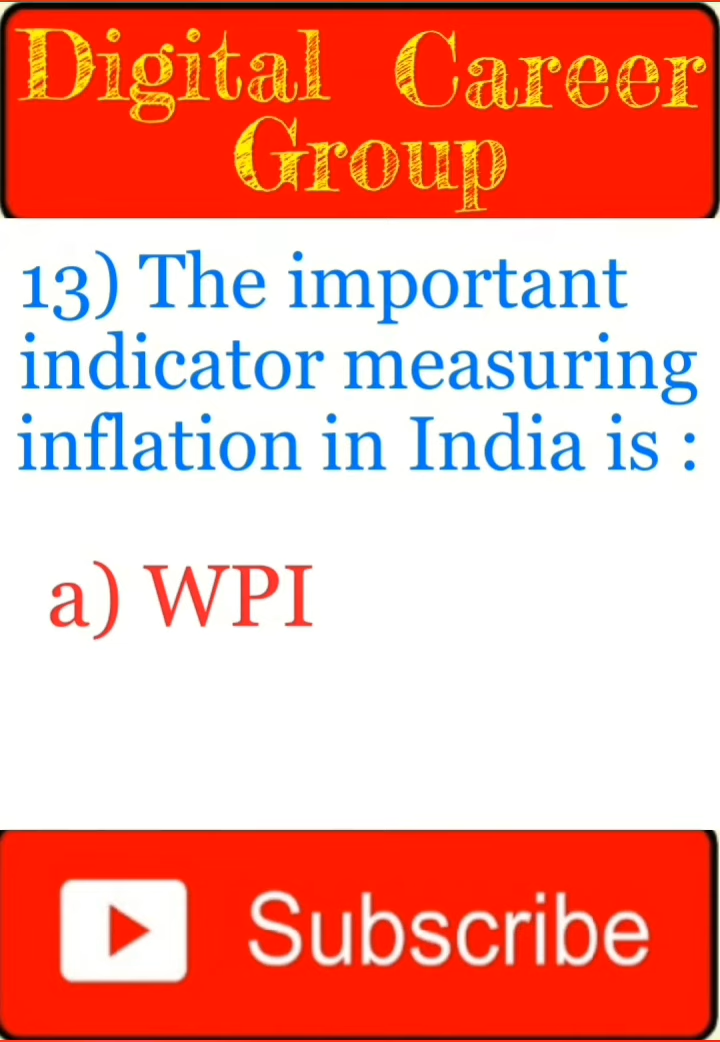 Digital Career
Group
13) The important
indicator measuring
inflation in India is :
a) WPI
Subscribe